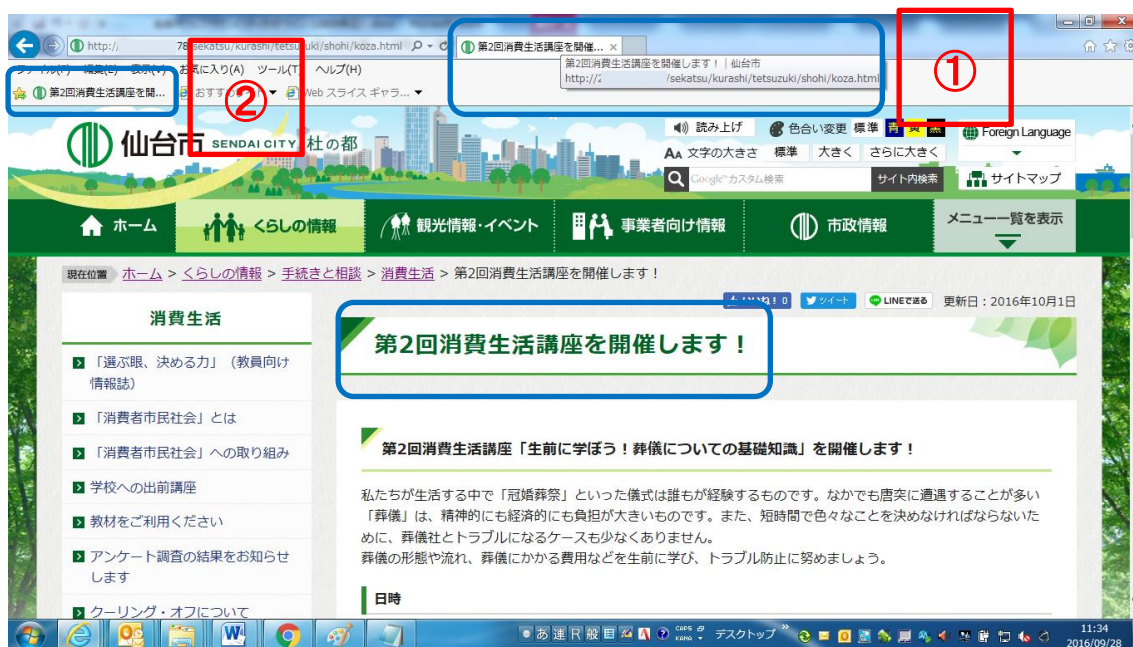 http:/ 78/sekatsu/kurashi/tetsuzuki/shohi/koza.html
第2回消費生活講座を開催...
①
第2回消費生活講座を開催します！ | 仙台市
http:/ /sekatsu/kurashi/tetsuzuki/shohi/koza.html
お気に入り(A) ツール(T) ヘルプ(H)
第2回消費生活講座を開...
②
Web スライス ギャラ...
仙台市 SENDAI CITY 杜の都
読み上げ 色合い変更 標準 青 黄 黒 Foreign Language
AA 文字の大きさ 標準 大きく さらに大きく
Google カスタム検索 サイト内検索 サイトマップ
ホーム くらしの情報 観光情報・イベント 事業者向け情報 市政情報 メニュー一覧を表示
現在位置 ホーム > くらしの情報 > 手続きと相談 > 消費生活 > 第2回消費生活講座を開催します！
いいね！ 0 ツイート LINEで送る 更新日：2016年10月1日
消費生活
「選ぶ眼、決める力」（教員向け
情報誌）
「消費者市民社会」とは
「消費者市民社会」への取り組み
学校への出前講座
教材をご利用ください
アンケート調査の結果をお知らせ
します
クーリング・オフについて
第2回消費生活講座を開催します！
第2回消費生活講座「生前に学ぼう！葬儀についての基礎知識」を開催します！
私たちが生活する中で「冠婚葬祭」といった儀式は誰もが経験するものです。なかでも唐突に遭遇することが多い
「葬儀」は、精神的にも経済的にも負担が大きいものです。また、短時間で色々なことを決めなければならないた
めに、葬儀社とトラブルになるケースも少なくありません。
葬儀の形態や流れ、葬儀にかかる費用などを生前に学び、トラブル防止に努めましょう。
日時
あ 連 R 般 CAPS KANA デスクトップ
11:34
2016/09/28